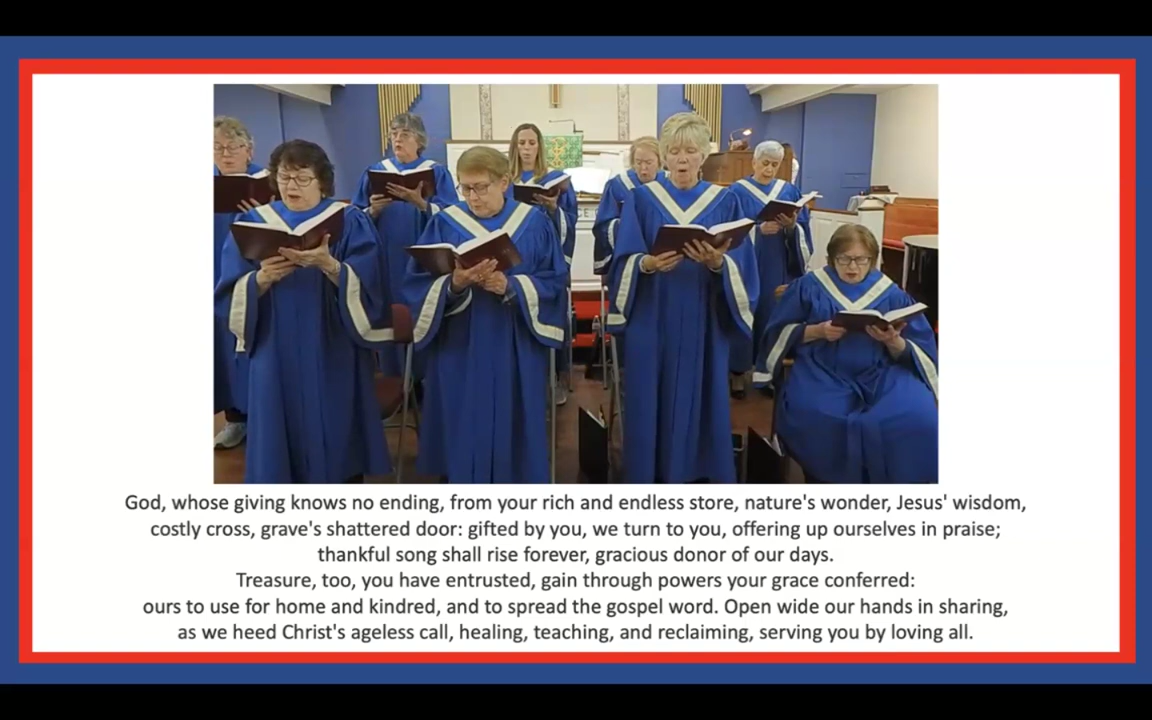 God, whose giving knows no ending, from your rich and endless store, nature's wonder, Jesus' wisdom,
costly cross, grave's shattered door: gifted by you, we turn to you, offering up ourselves in praise;
thankful song shall rise forever, gracious donor of our days.
Treasure, too, you have entrusted, gain through powers your grace conferred:
ours to use for home and kindred, and to spread the gospel word. Open wide our hands in sharing,
as we heed Christ's ageless call, healing, teaching, and reclaiming, serving you by loving all.